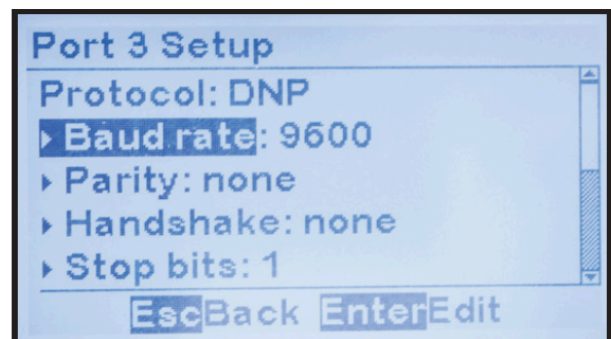 Port 3 Setup
Protocol: DNP
Baud rate: 9600
Parity: none
Handshake: none
Stop bits: 1
EscBack EnterEdit